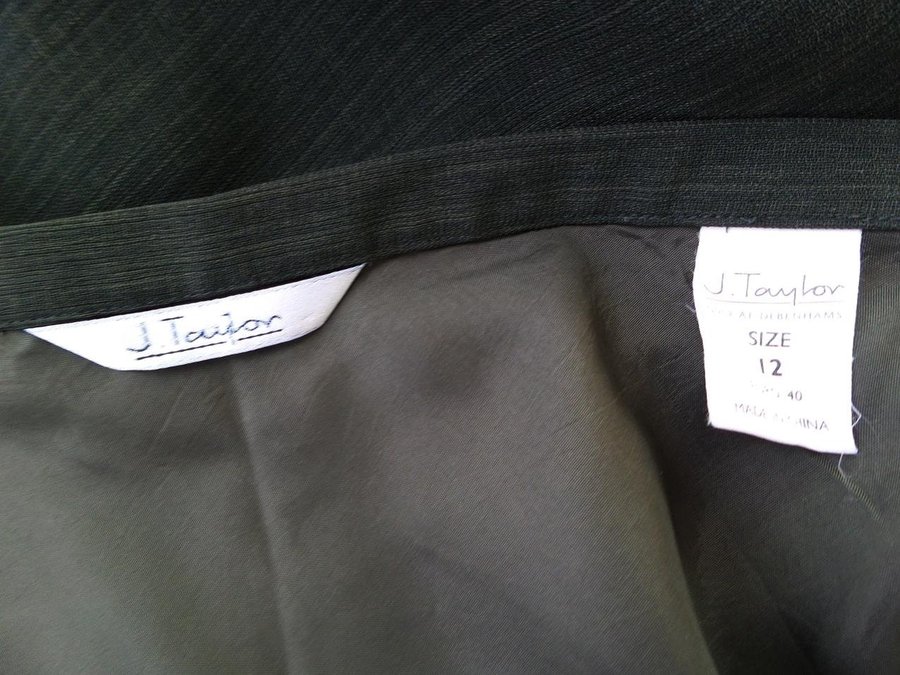 J. Taylor
J. Taylor
AT DEBENHAMS
SIZE
12
40
MADE IN CHINA